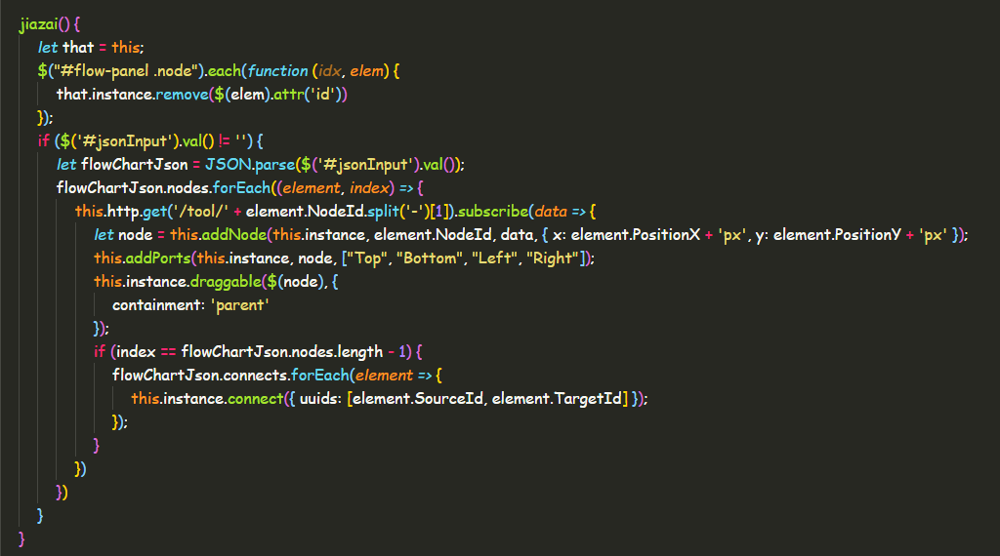 jiazai() {
let that = this;
$("#flow-panel .node").each(function (idx, elem) {
that.instance.remove($(elem).attr('id'))
});
if ($('#jsonInput').val() != '') {
let flowChartJson = JSON.parse($('#jsonInput').val());
flowChartJson.nodes.forEach((element, index) => {
this.http.get('/tool/' + element.NodeId.split('-')[1]).subscribe(data => {
let node = this.addNode(this.instance, element.NodeId, data, { x: element.PositionX + 'px', y: element.PositionY + 'px' });
this.addPorts(this.instance, node, ["Top", "Bottom", "Left", "Right"]);
this.instance.draggable($(node), {
containment: 'parent'
});
if (index == flowChartJson.nodes.length - 1) {
flowChartJson.connects.forEach(element => {
this.instance.connect({ uuids: [element.SourceId, element.TargetId] });
});
}
})
})
}
}